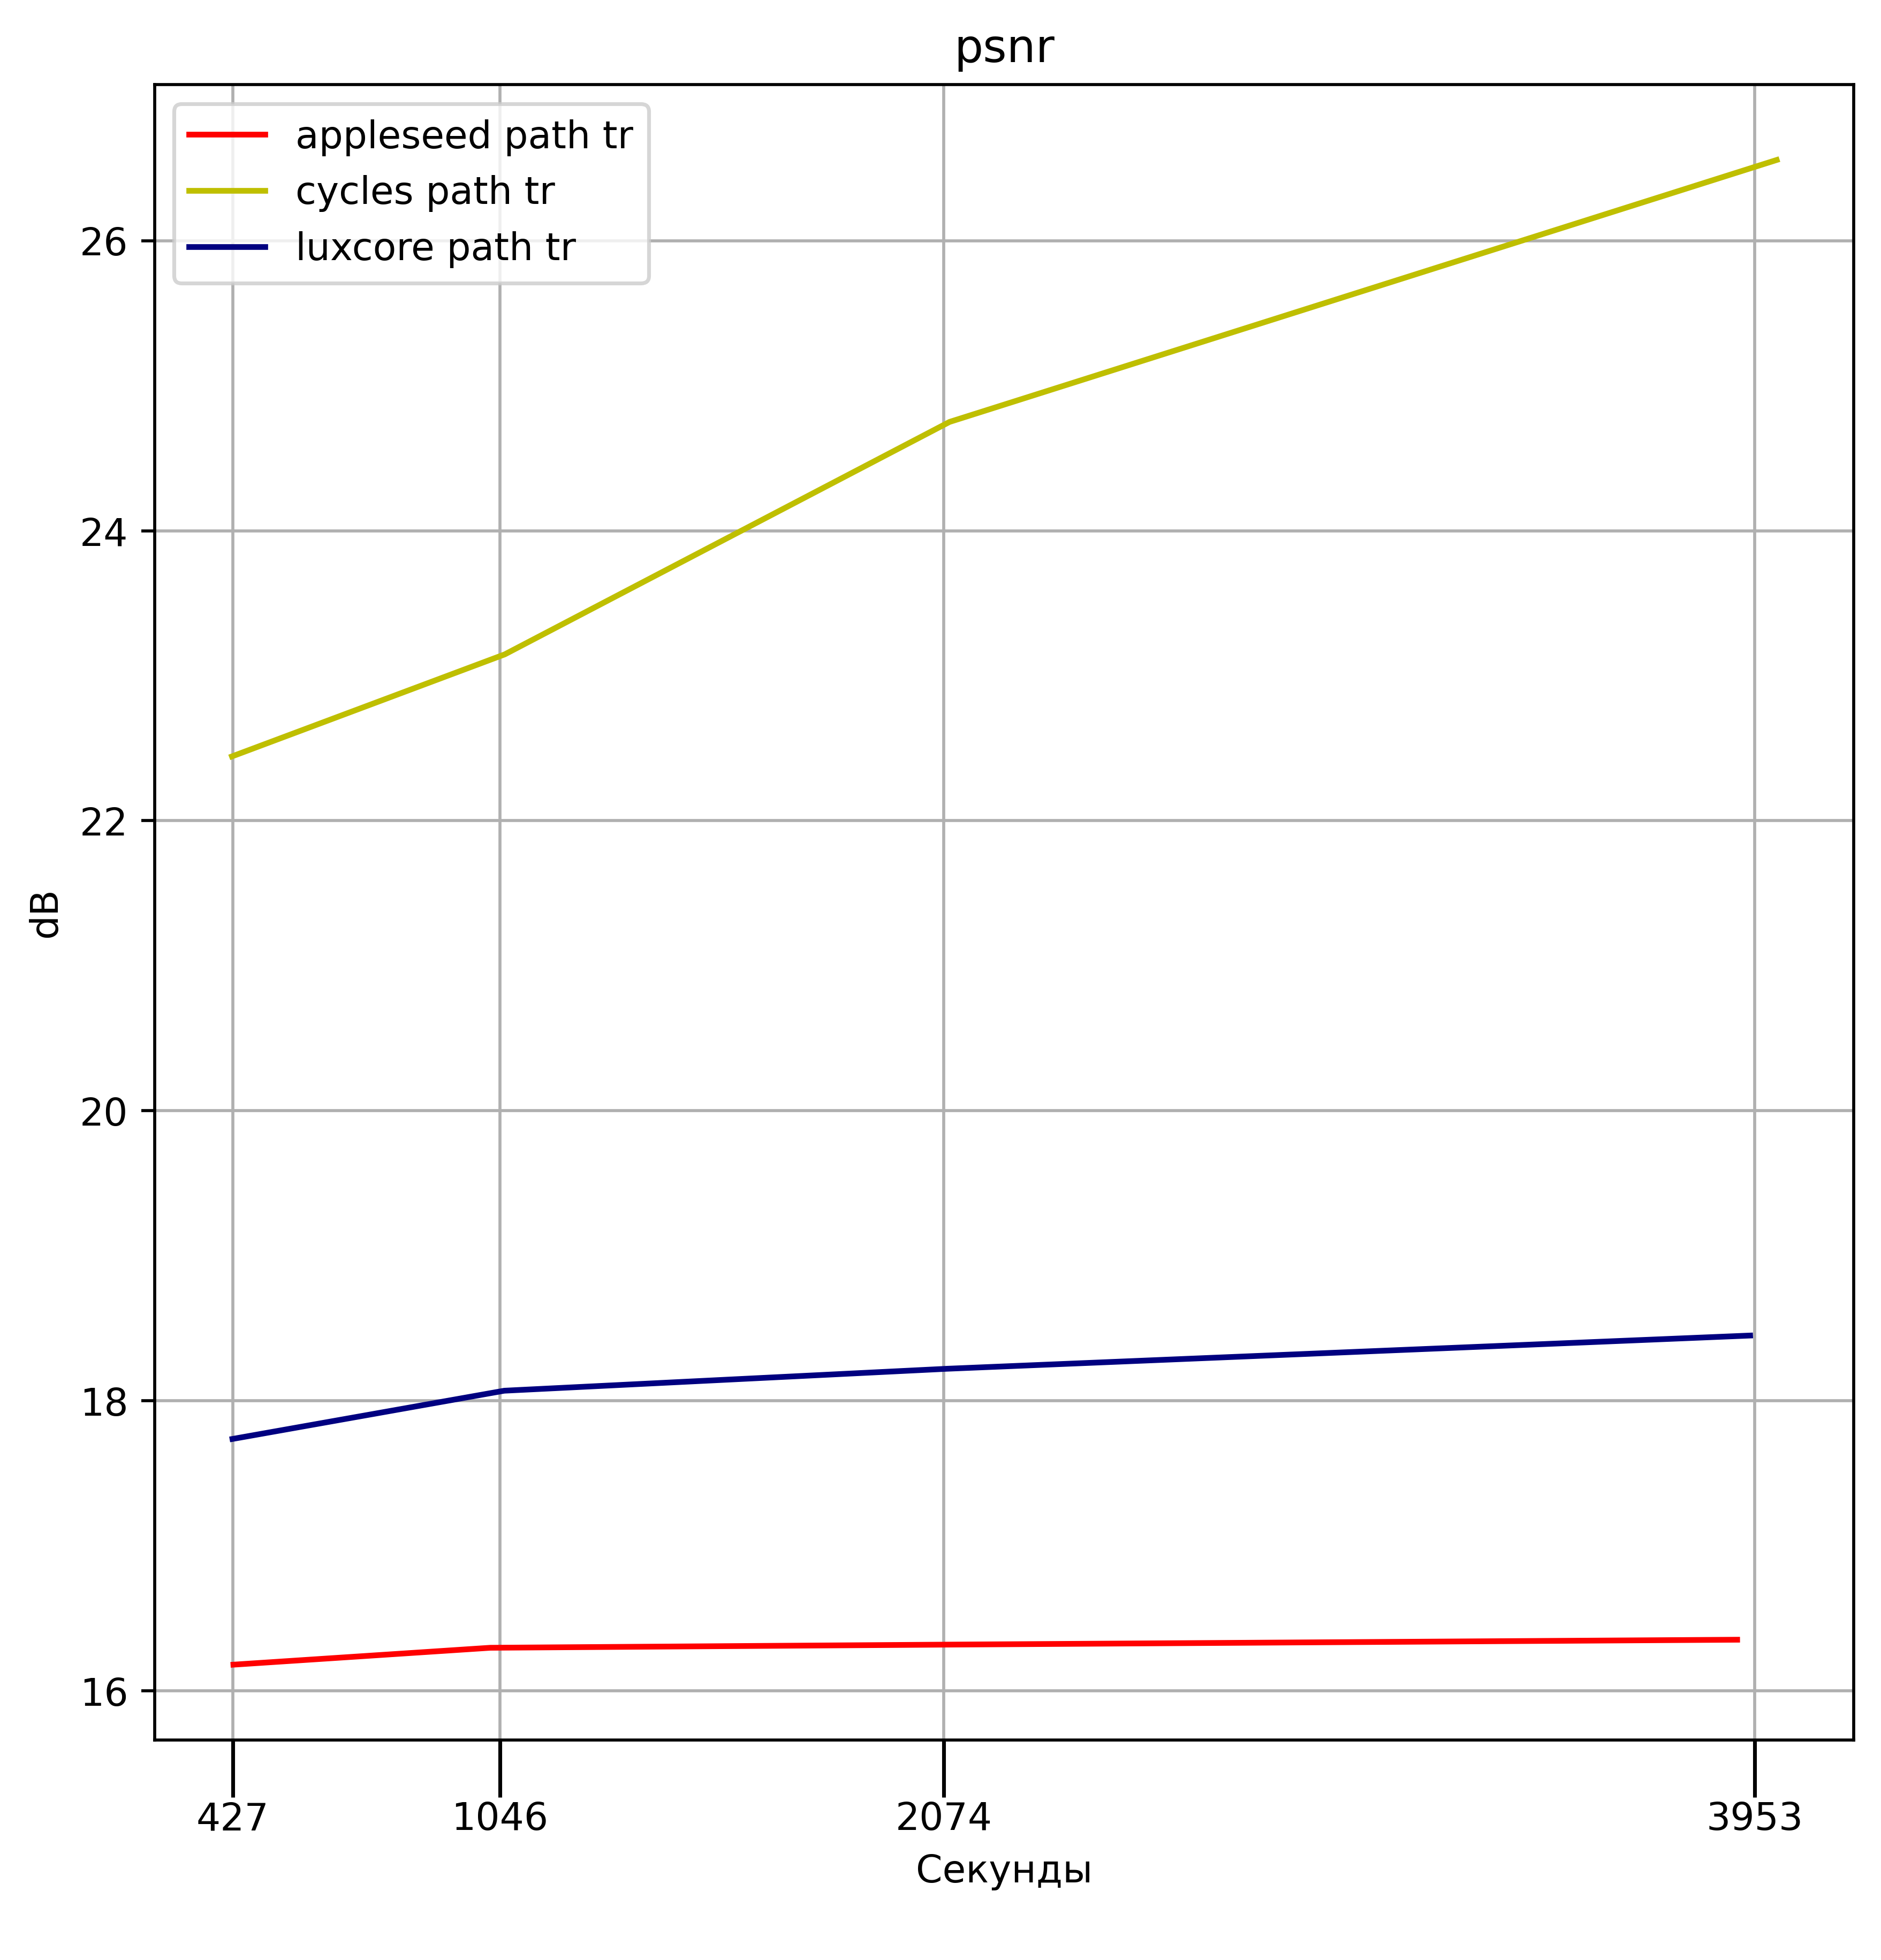 psnr
appleseed path tr
cycles path tr
luxcore path tr
26
24
22
20
18
16
dB
427 1046 2074 3953
Секунды